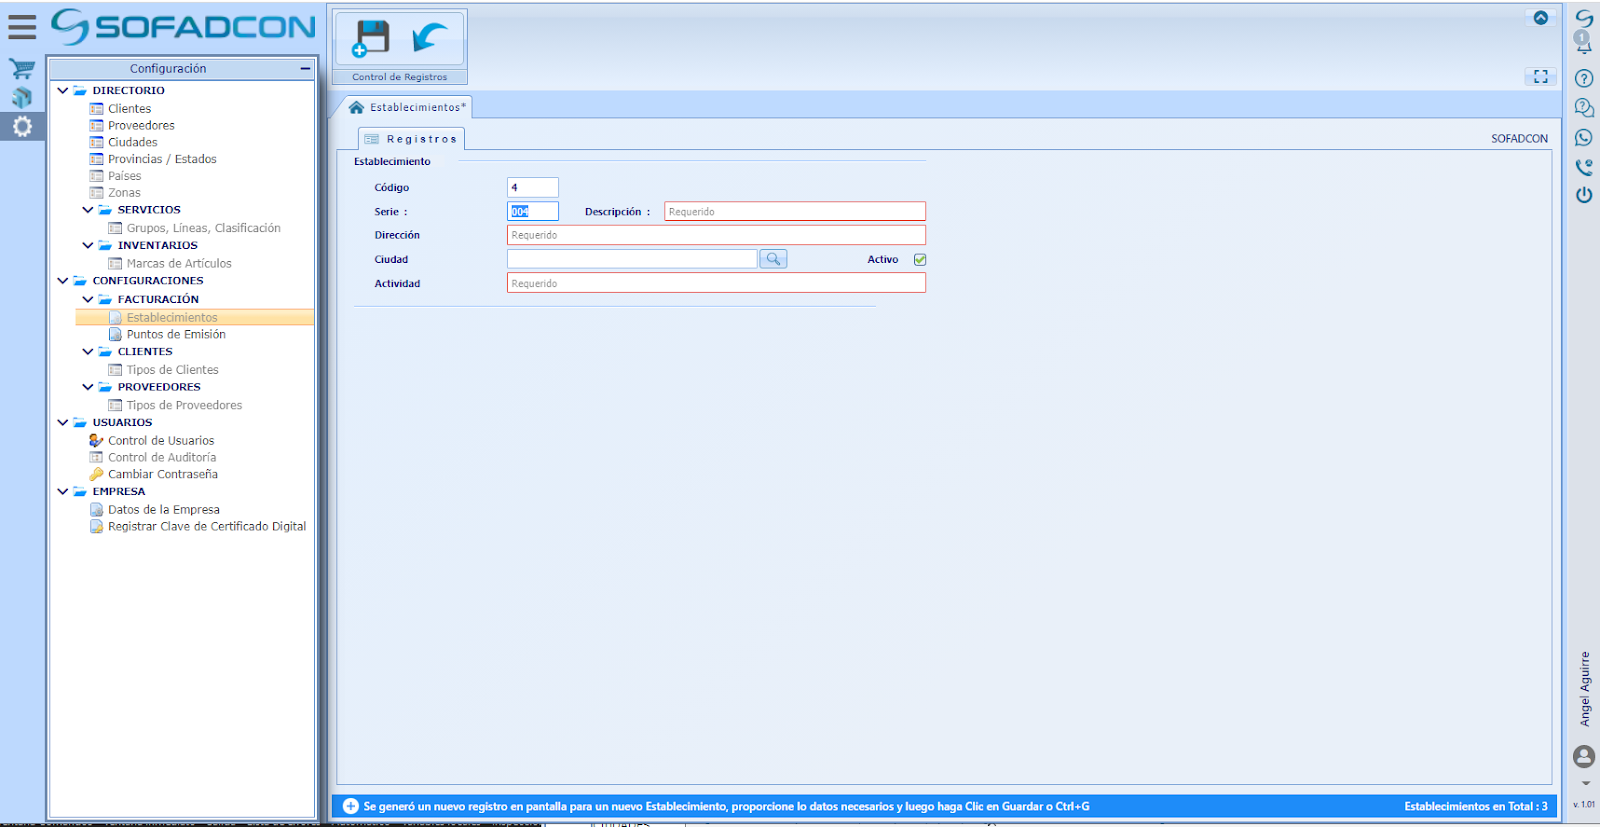 SOFADCON
Configuración
DIRECTORIO
Clientes
Proveedores
Ciudades
Provincias / Estados
Países
Zonas
SERVICIOS
Grupos, Líneas, Clasificación
INVENTARIOS
Marcas de Artículos
CONFIGURACIONES
FACTURACIÓN
Establecimientos
Puntos de Emisión
CLIENTES
Tipos de Clientes
PROVEEDORES
Tipos de Proveedores
USUARIOS
Control de Usuarios
Control de Auditoría
Cambiar Contraseña
EMPRESA
Datos de la Empresa
Registrar Clave de Certificado Digital
Control de Registros
Establecimientos*
Registros
SOFADCON
Establecimiento
Código 4
Serie : 004 Descripción : Requerido
Dirección Requerido
Ciudad Activo
Actividad Requerido
Se generó un nuevo registro en pantalla para un nuevo Establecimiento, proporcione lo datos necesarios y luego haga Clic en Guardar o Ctrl+G
Establecimientos en Total : 3
1
Angel Aguirre
v. 1.01